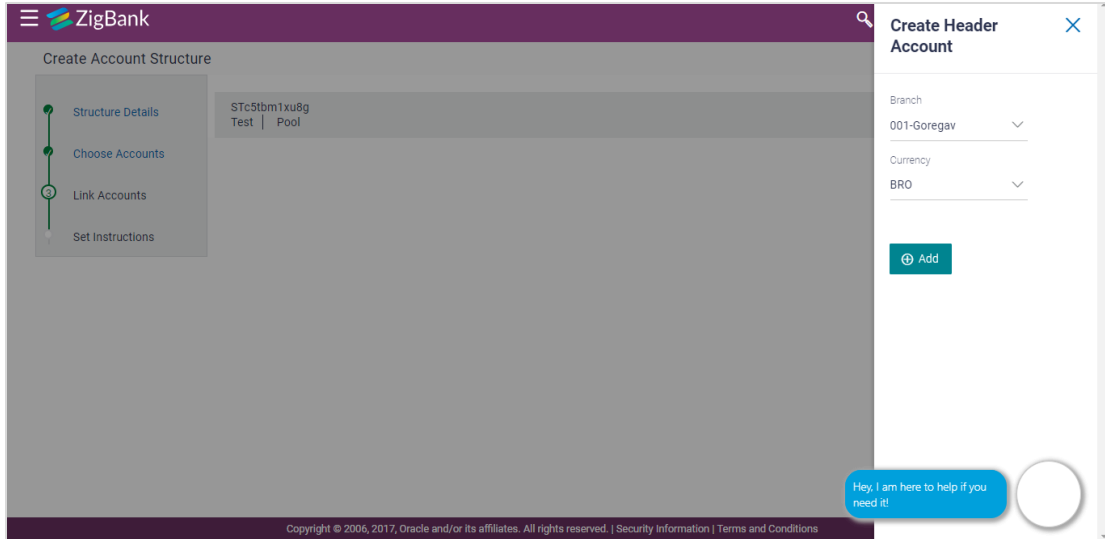 ZigBank
Create Account Structure
Structure Details
Choose Accounts
3
Link Accounts
Set Instructions
STc5tbm1xu8g
Test | Pool
Create Header
Account
Branch
001-Goregav
Currency
BRO
Add
Hey, I am here to help if you
need it!
Copyright © 2006, 2017, Oracle and/or its affiliates. All rights reserved. | Security Information | Terms and Conditions